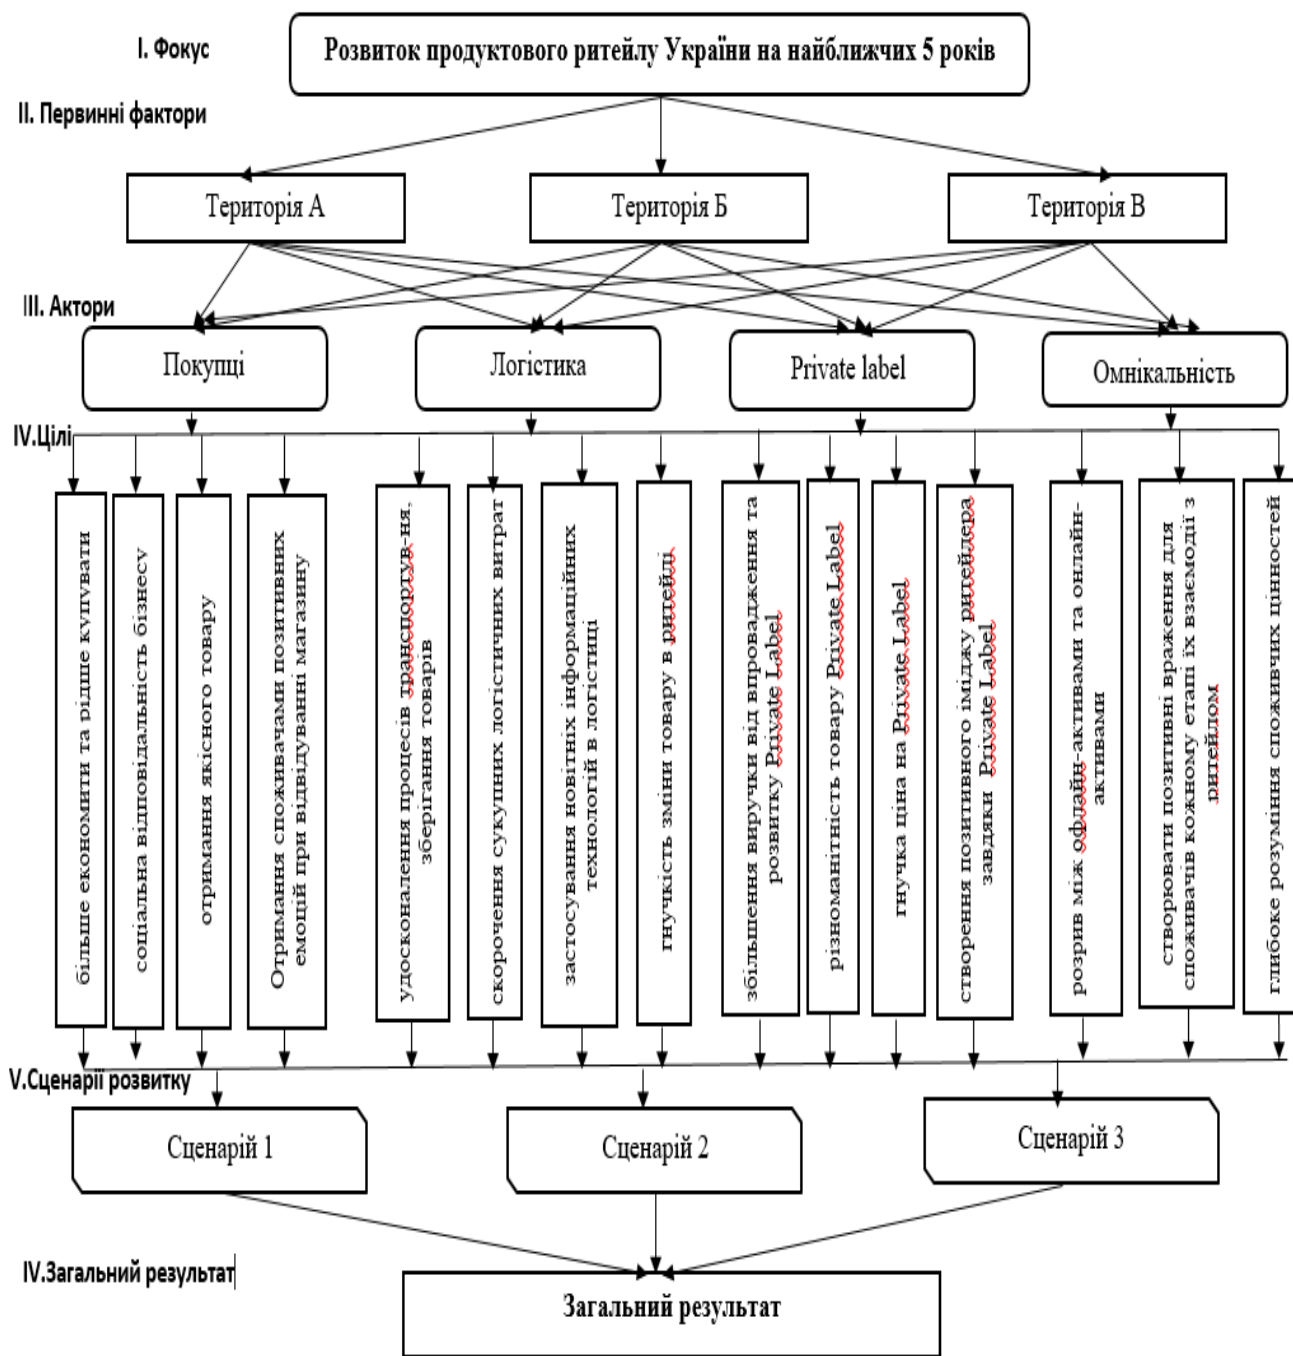 І. Фокус
Розвиток продуктового ритейлу України на найближчих 5 років
ІІ. Первинні фактори
Територія А
Територія Б
Територія В
ІІІ. Актори
Покупці
Логістика
Private label
Омнікальність
IV.Цілі
більше економити та рідше купувати
соціальна відповідальність бізнесу
отримання якісного товару
Отримання споживачами позитивних
емоцій при відвідуванні магазину
удосконалення процесів транспортув-ня,
зберігання товарів
скорочення сукупних логістичних витрат
застосування новітніх інформаційних
технологій в логістиці
гнучкість зміни товару в ритейлі
збільшення виручки від впровадження та
розвитку Private Label
різноманітність товару Private Label
гнучка ціна на Private Label
створення позитивного іміджу ритейлера
завдяки Private Label
розрив між офлайн-активами та онлайн-
активами
створювати позитивні враження для
споживачів кожному етапі їх взаємодії з
ритейлом
глибоке розуміння споживчих цінностей
V.Сценарії розвитку
Сценарій 1
Сценарій 2
Сценарій 3
IV.Загальний результат
Загальний результат